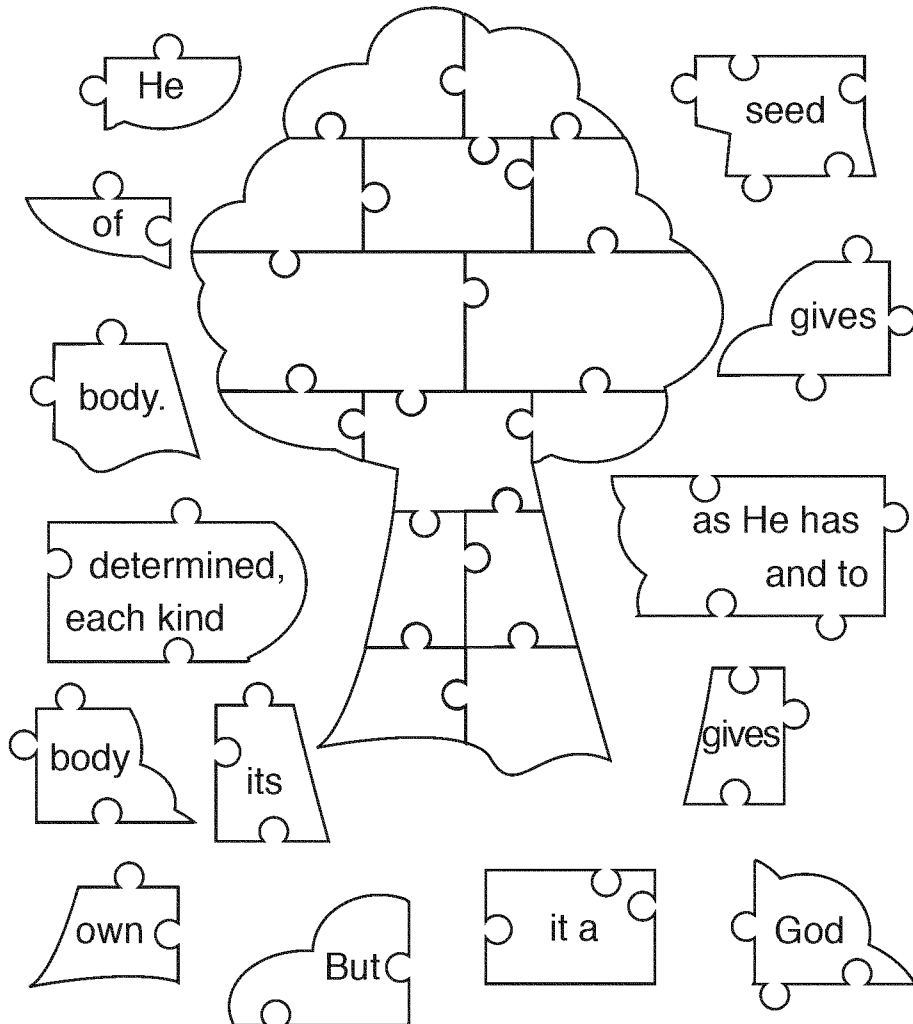 He
seed
of
gives
body.
as He has
and to
determined,
each kind
gives
body
its
own
But
it a
God